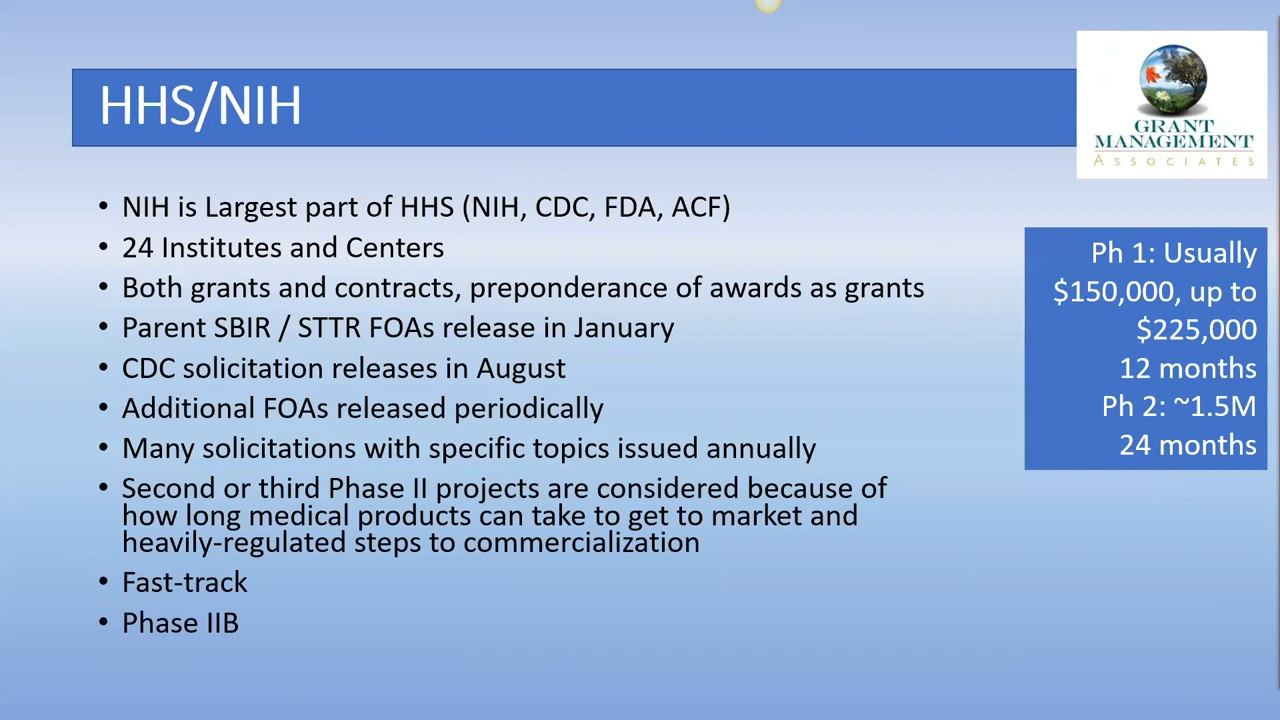 HHS/NIH
GRANT
MANAGEMENT
ASSOCIATES
• NIH is Largest part of HHS (NIH, CDC, FDA, ACF)
• 24 Institutes and Centers
• Both grants and contracts, preponderance of awards as grants
• Parent SBIR / STTR FOAs release in January
• CDC solicitation releases in August
• Additional FOAs released periodically
• Many solicitations with specific topics issued annually
• Second or third Phase II projects are considered because of
how long medical products can take to get to market and
heavily-regulated steps to commercialization
• Fast-track
• Phase IIB
Ph 1: Usually
$150,000, up to
$225,000
12 months
Ph 2: ~1.5M
24 months